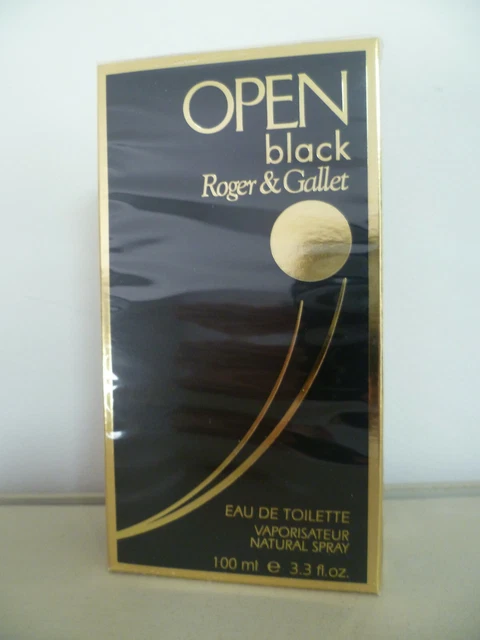 OPEN
black
Roger & Gallet
EAU DE TOILETTE
VAPORISATEUR
NATURAL SPRAY
100 ml e 3.3 fl.oz.